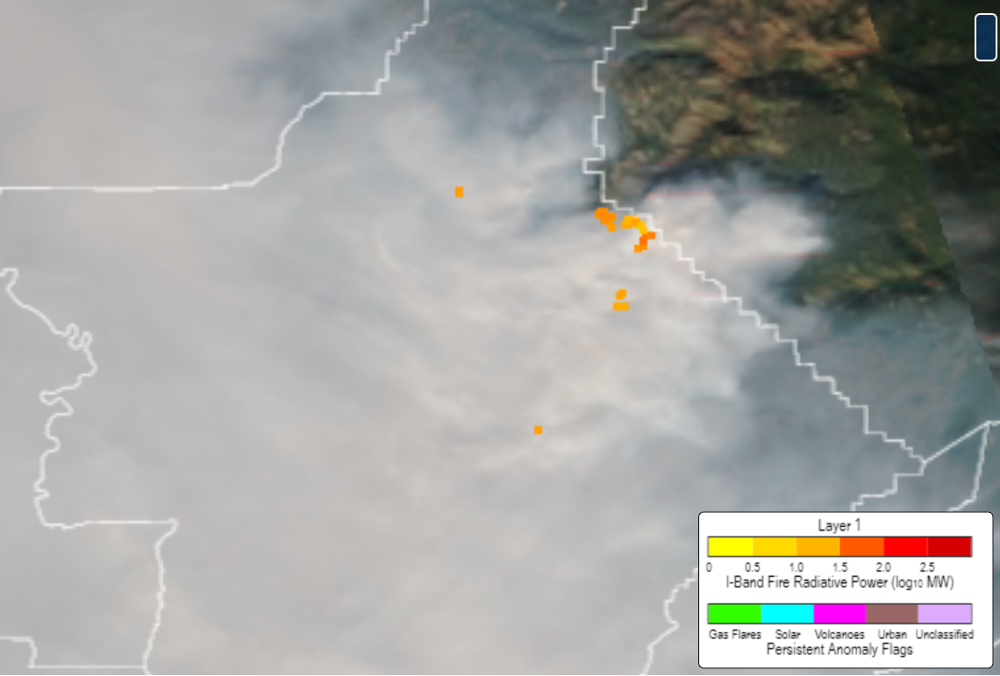 Layer 1
0 0.5 1.0 1.5 2.0 2.5
I-Band Fire Radiative Power (log₁₀ MW)
Gas Flares Solar Volcanoes Urban Unclassified
Persistent Anomaly Flags